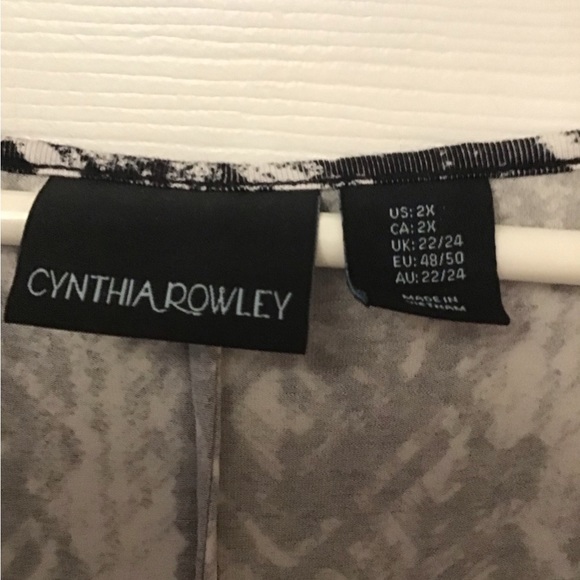 CYNTHIA ROWLEY
US: 2X
CA: 2X
UK: 22/24
EU: 48/50
AU: 22/24
MADE IN
VIETNAM